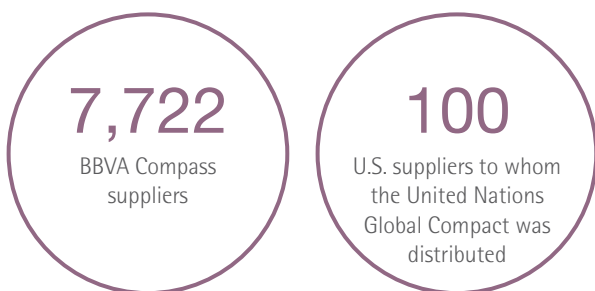 7,722
BBVA Compass
suppliers
100
U.S. suppliers to whom
the United Nations
Global Compact was
distributed